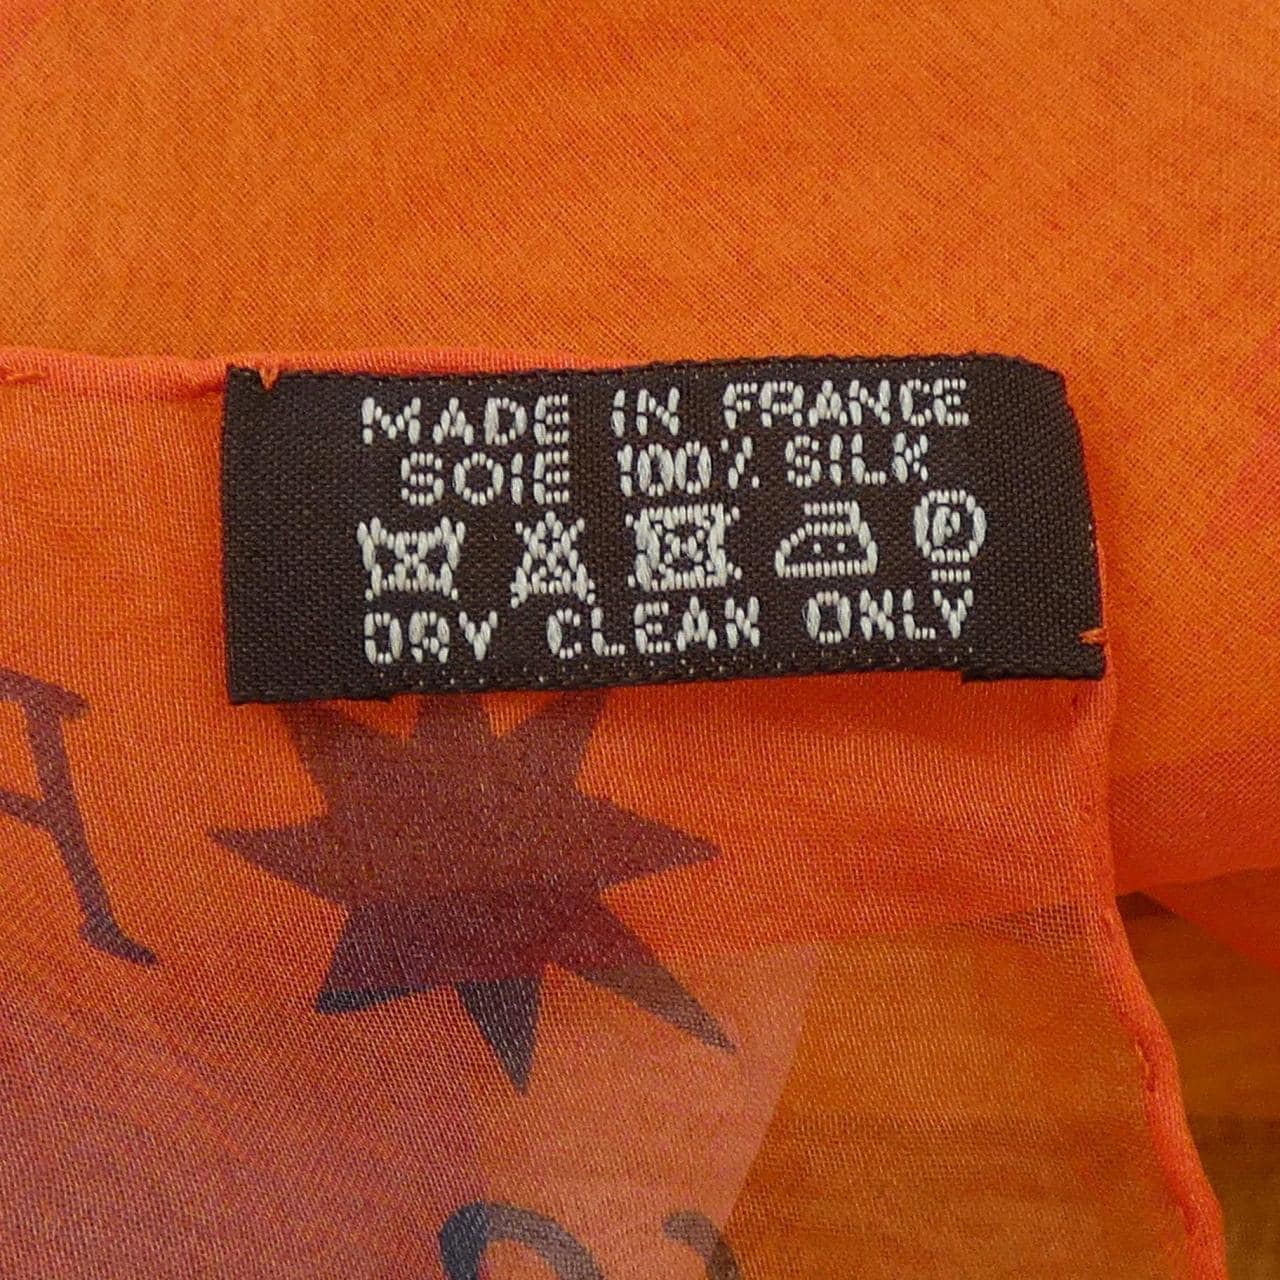 MADE IN FRANCE
SOIE 100% SILK
P
DRY CLEAN ONLY